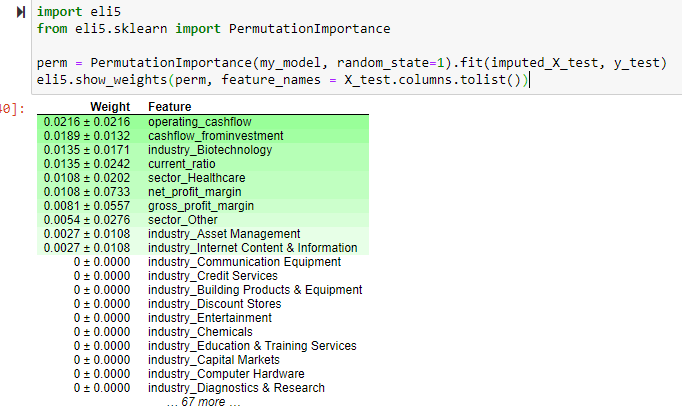 import eli5
from eli5.sklearn import PermutationImportance
perm = PermutationImportance(my_model, random_state=1).fit(imputed_X_test, y_test)
eli5.show_weights(perm, feature_names = X_test.columns.tolist())
40]:
Weight Feature
0.0216 ± 0.0216 operating_cashflow
0.0189 ± 0.0132 cashflow_frominvestment
0.0135 ± 0.0171 industry_Biotechnology
0.0135 ± 0.0242 current_ratio
0.0108 ± 0.0202 sector_Healthcare
0.0108 ± 0.0733 net_profit_margin
0.0081 ± 0.0557 gross_profit_margin
0.0054 ± 0.0276 sector_Other
0.0027 ± 0.0108 industry_Asset Management
0.0027 ± 0.0108 industry_Internet Content & Information
0 ± 0.0000 industry_Communication Equipment
0 ± 0.0000 industry_Credit Services
0 ± 0.0000 industry_Building Products & Equipment
0 ± 0.0000 industry_Discount Stores
0 ± 0.0000 industry_Entertainment
0 ± 0.0000 industry_Chemicals
0 ± 0.0000 industry_Education & Training Services
0 ± 0.0000 industry_Capital Markets
0 ± 0.0000 industry_Computer Hardware
0 ± 0.0000 industry_Diagnostics & Research
… 67 more …